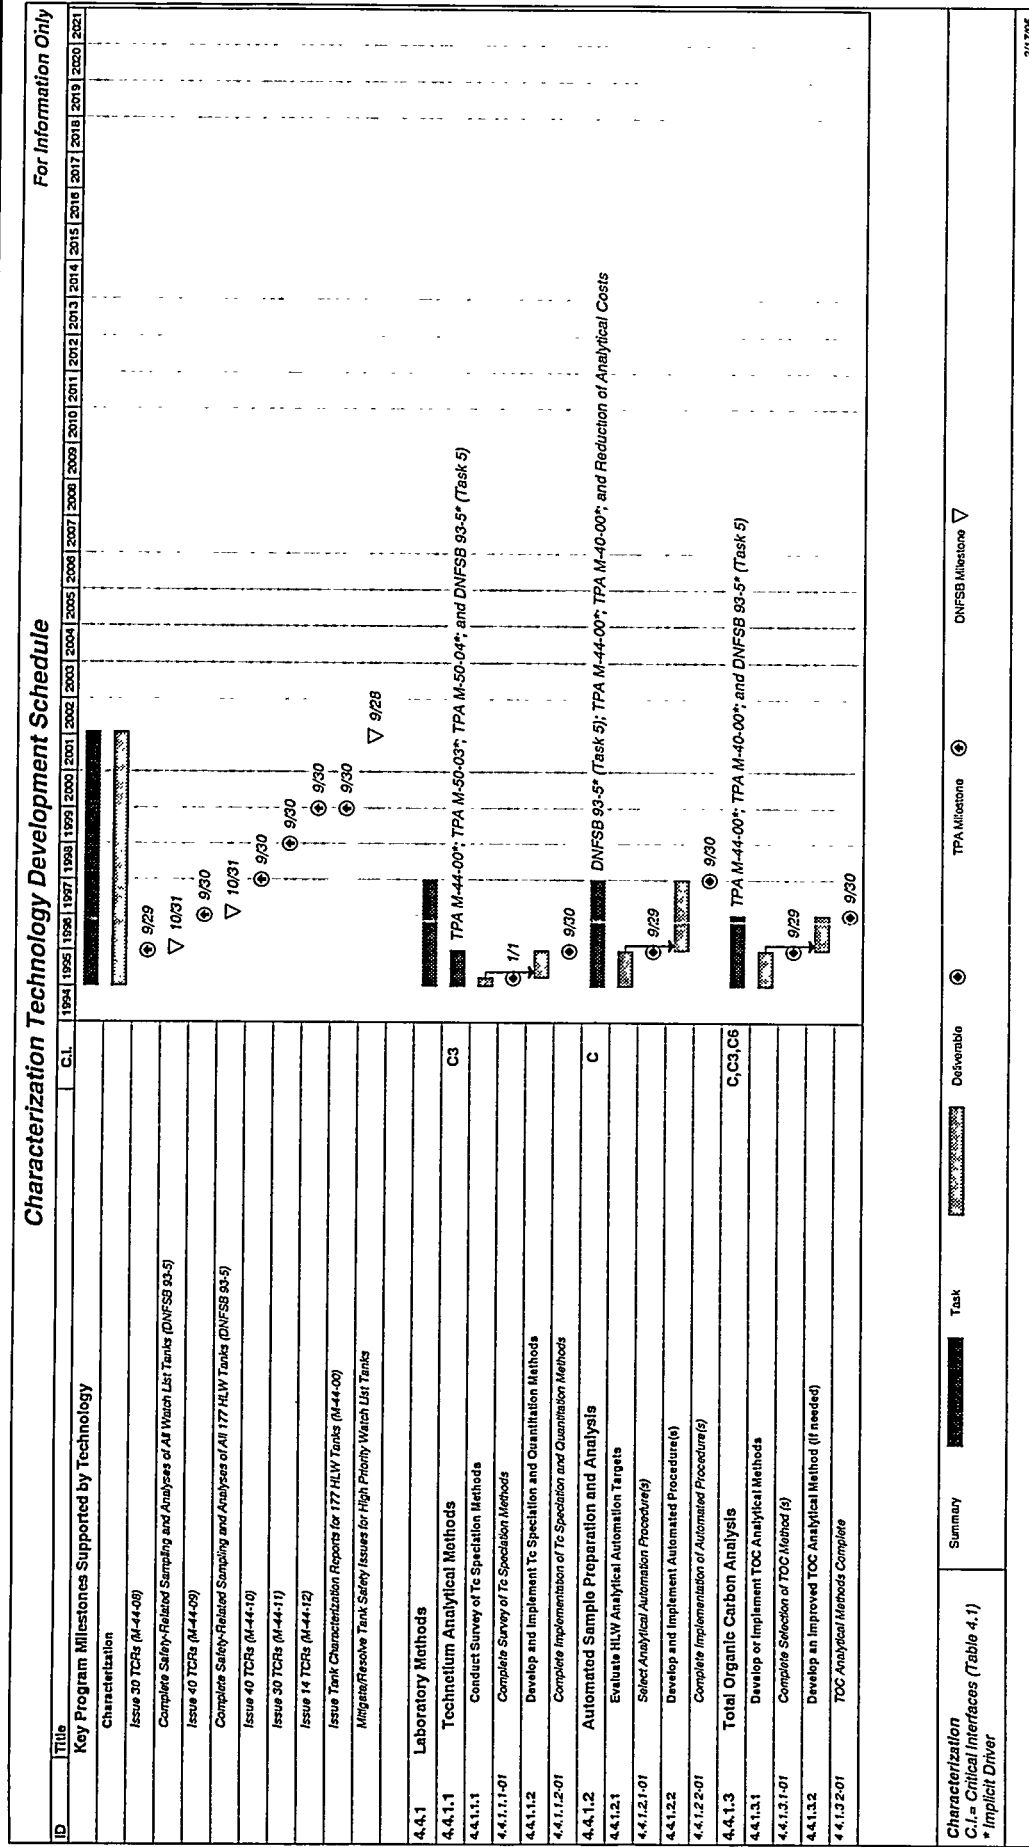 Characterization Technology Development Schedule
For Information Only
ID Title C.I. 1994 1995 1996 1997 1998 1999 2000 2001 2002 2003 2004 2005 2006 2007 2008 2009 2010 2011 2012 2013 2014 2015 2016 2017 2018 2019 2020 2021
Key Program Milestones Supported by Technology
Characterization
Issue 30 TCRs (M-44-08) 9/29
Complete Safety-Related Sampling and Analyses of All Watch List Tanks (DNFSB 93-5) 10/31
Issue 40 TCRs (M-44-09) 9/30
Complete Safety-Related Sampling and Analyses of All 177 HLW Tanks (DNFSB 93-5) 10/31
Issue 40 TCRs (M-44-10) 9/30
Issue 30 TCRs (M-44-11) 9/30
Issue 14 TCRs (M-44-12) 9/30
Issue Tank Characterization Reports for 177 HLW Tanks (M-44-00) 9/30
Mitigate/Resolve Tank Safety Issues for High Priority Watch List Tanks 9/28
4.4.1 Laboratory Methods
4.4.1.1 Technetium Analytical Methods C3 TPA M-44-00*; TPA M-50-03*; TPA M-50-04*; and DNFSB 93-5* (Task 5)
4.4.1.1.1 Conduct Survey of Tc Speciation Methods
4.4.1.1.1-01 Complete Survey of Tc Speciation Methods 1/1
4.4.1.1.2 Develop and Implement Tc Speciation and Quantitation Methods
4.4.1.1.2-01 Complete Implementation of Tc Speciation and Quantitation Methods 9/30
4.4.1.2 Automated Sample Preparation and Analysis C DNFSB 93-5* (Task 5); TPA M-44-00*; TPA M-40-00*; and Reduction of Analytical Costs
4.4.1.2.1 Evaluate HLW Analytical Automation Targets
4.4.1.2.1-01 Select Analytical Automation Procedure(s) 9/29
4.4.1.2.2 Develop and Implement Automated Procedure(s)
4.4.1.2.2-01 Complete Implementation of Automated Procedure(s) 9/30
4.4.1.3 Total Organic Carbon Analysis C,C3,C6 TPA M-44-00*; TPA M-40-00*; and DNFSB 93-5* (Task 5)
4.4.1.3.1 Develop or Implement TOC Analytical Methods
4.4.1.3.1-01 Complete Selection of TOC Method (s) 9/29
4.4.1.3.2 Develop an Improved TOC Analytical Method (if needed)
4 4.1.3 2-01 TOC Analytical Methods Complete 9/30
Characterization
C.I.= Critical Interfaces (Table 4.1)
* Implicit Driver
Summary Task Deliverable TPA Milestone DNFSB Milestone